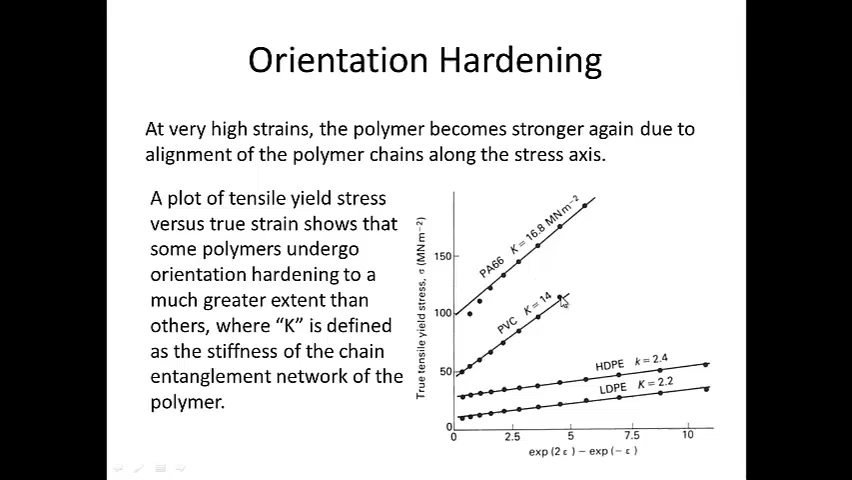 Orientation Hardening
At very high strains, the polymer becomes stronger again due to
alignment of the polymer chains along the stress axis.
A plot of tensile yield stress
versus true strain shows that
some polymers undergo
orientation hardening to a
much greater extent than
others, where “K” is defined
as the stiffness of the chain
entanglement network of the
polymer.
True tensile yield stress, σ (MNm⁻²)
150
100
50
0
PA66 K = 16.8 MNm⁻²
PVC K = 14
HDPE k = 2.4
LDPE K = 2.2
0 2.5 5 7.5 10
exp (2 ε) − exp (− ε)